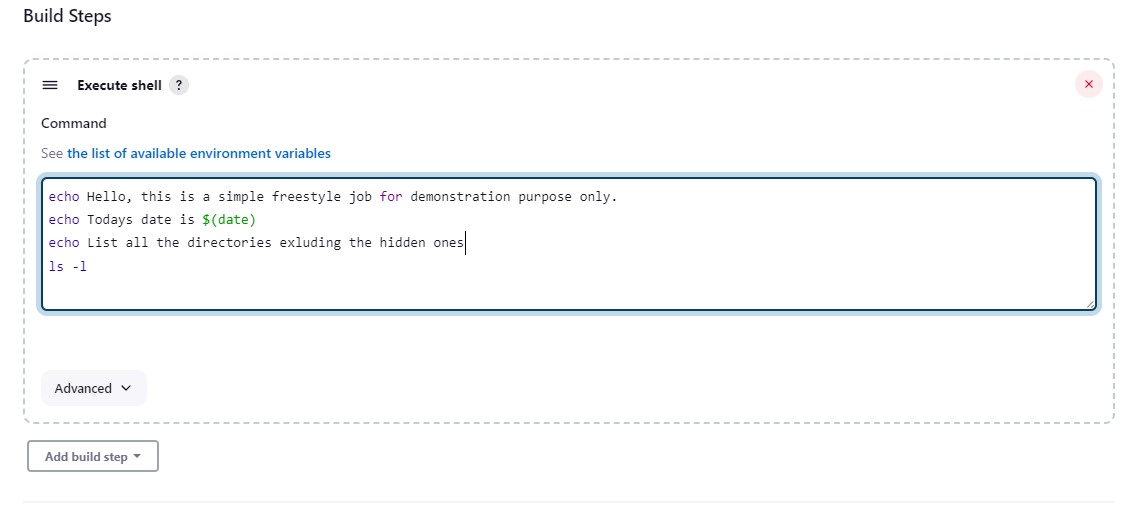 Build Steps
Execute shell ?
Command
See the list of available environment variables
echo Hello, this is a simple freestyle job for demonstration purpose only.
echo Todays date is $(date)
echo List all the directories exluding the hidden ones
ls -l
Advanced
Add build step